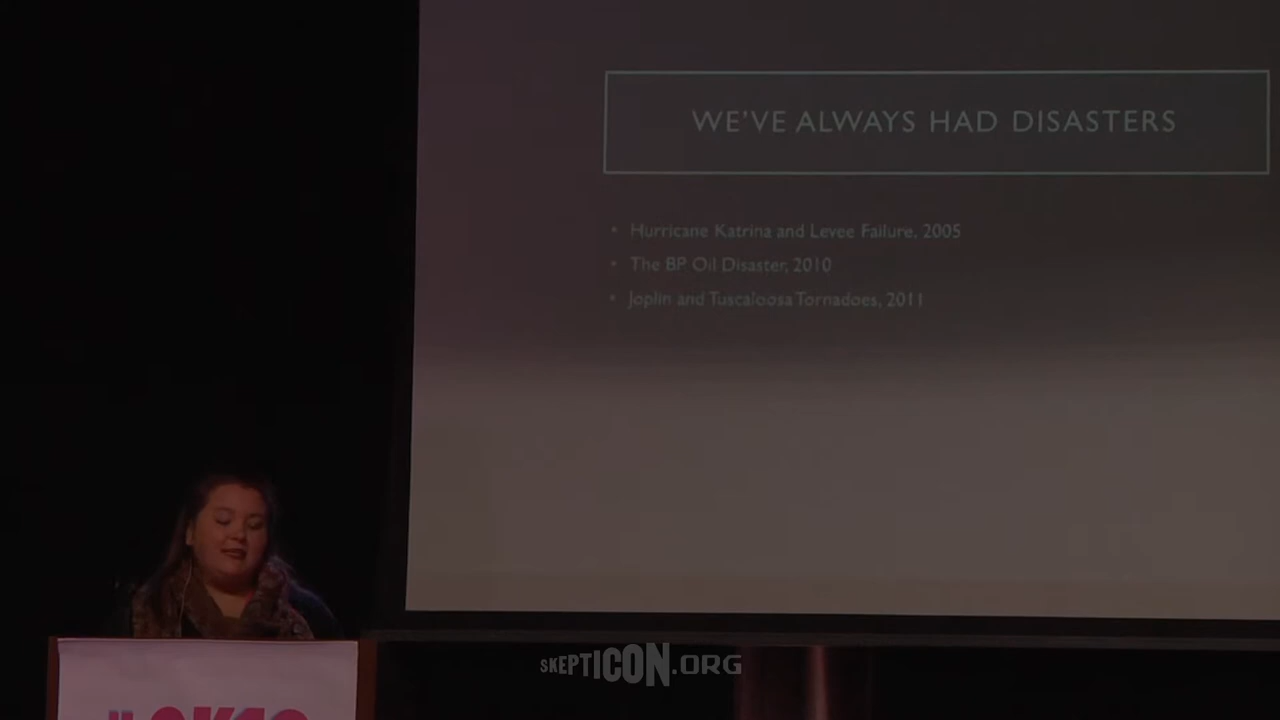 WE'VE ALWAYS HAD DISASTERS
• Hurricane Katrina and Levee Failure, 2005
• The BP Oil Disaster, 2010
• Joplin and Tuscaloosa Tornadoes, 2011
SKEPTICON.ORG